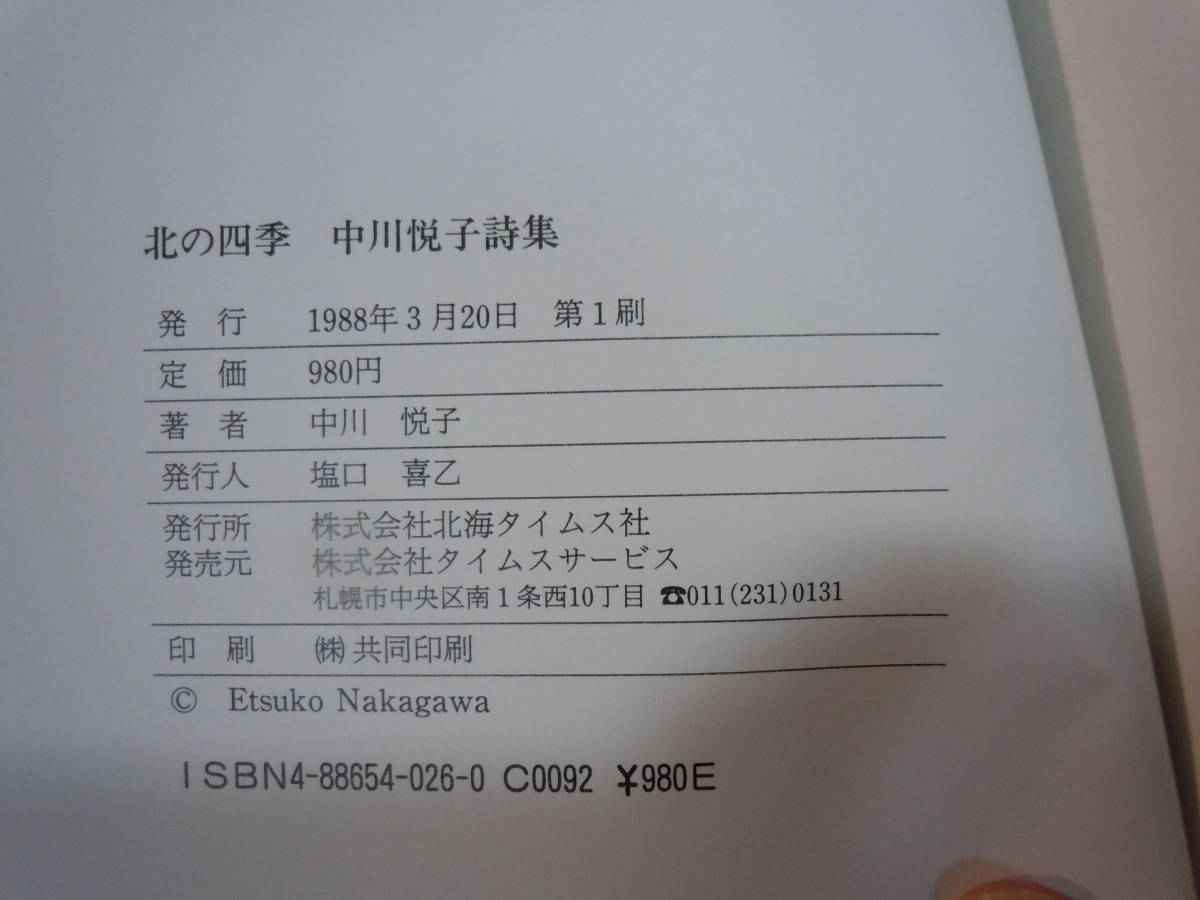 北の四季　中川悦子詩集
発　行　1988年3月20日　第1刷
定　価　980円
著　者　中川　悦子
発行人　塩口　喜乙
発行所　株式会社北海タイムス社
発売元　株式会社タイムスサービス
札幌市中央区南1条西10丁目 ☎011(231)0131
印　刷　㈱共同印刷
© Etsuko Nakagawa
ISBN4-88654-026-0 C0092 ¥980E